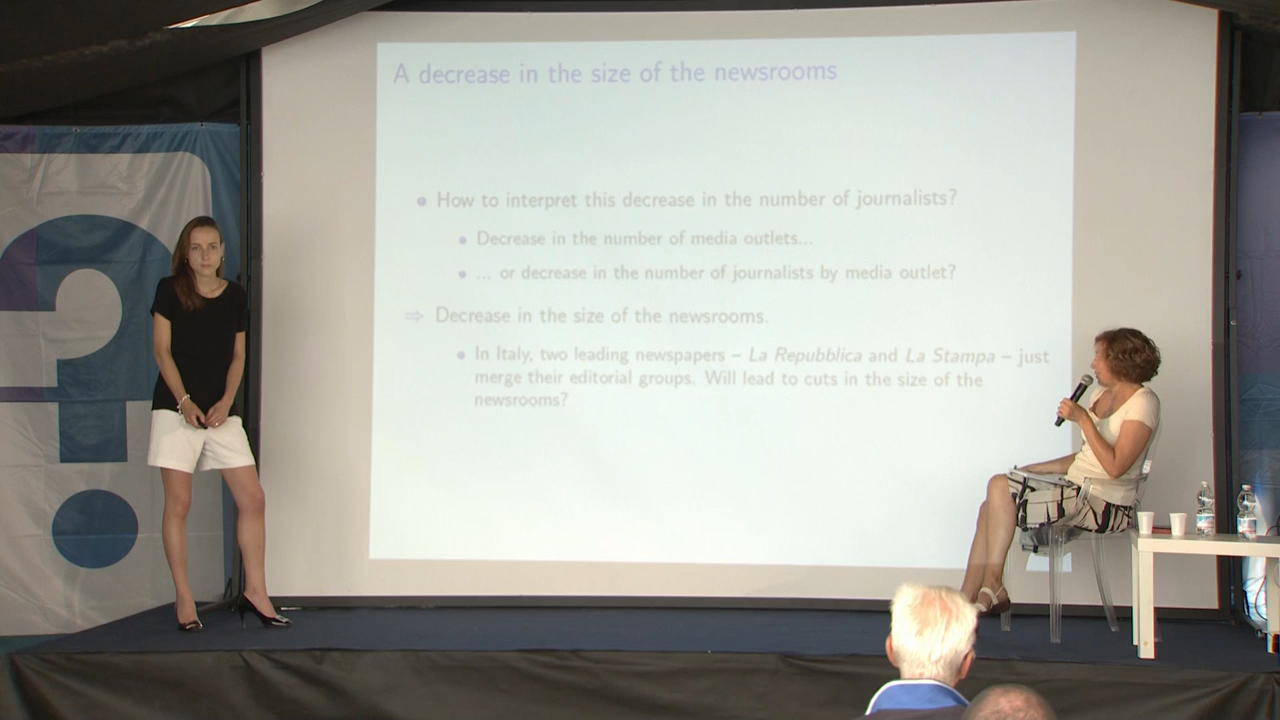 A decrease in the size of the newsrooms
• How to interpret this decrease in the number of journalists?
• Decrease in the number of media outlets...
• ... or decrease in the number of journalists by media outlet?
⇒ Decrease in the size of the newsrooms.
• In Italy, two leading newspapers – La Repubblica and La Stampa – just
merge their editorial groups. Will lead to cuts in the size of the
newsrooms?